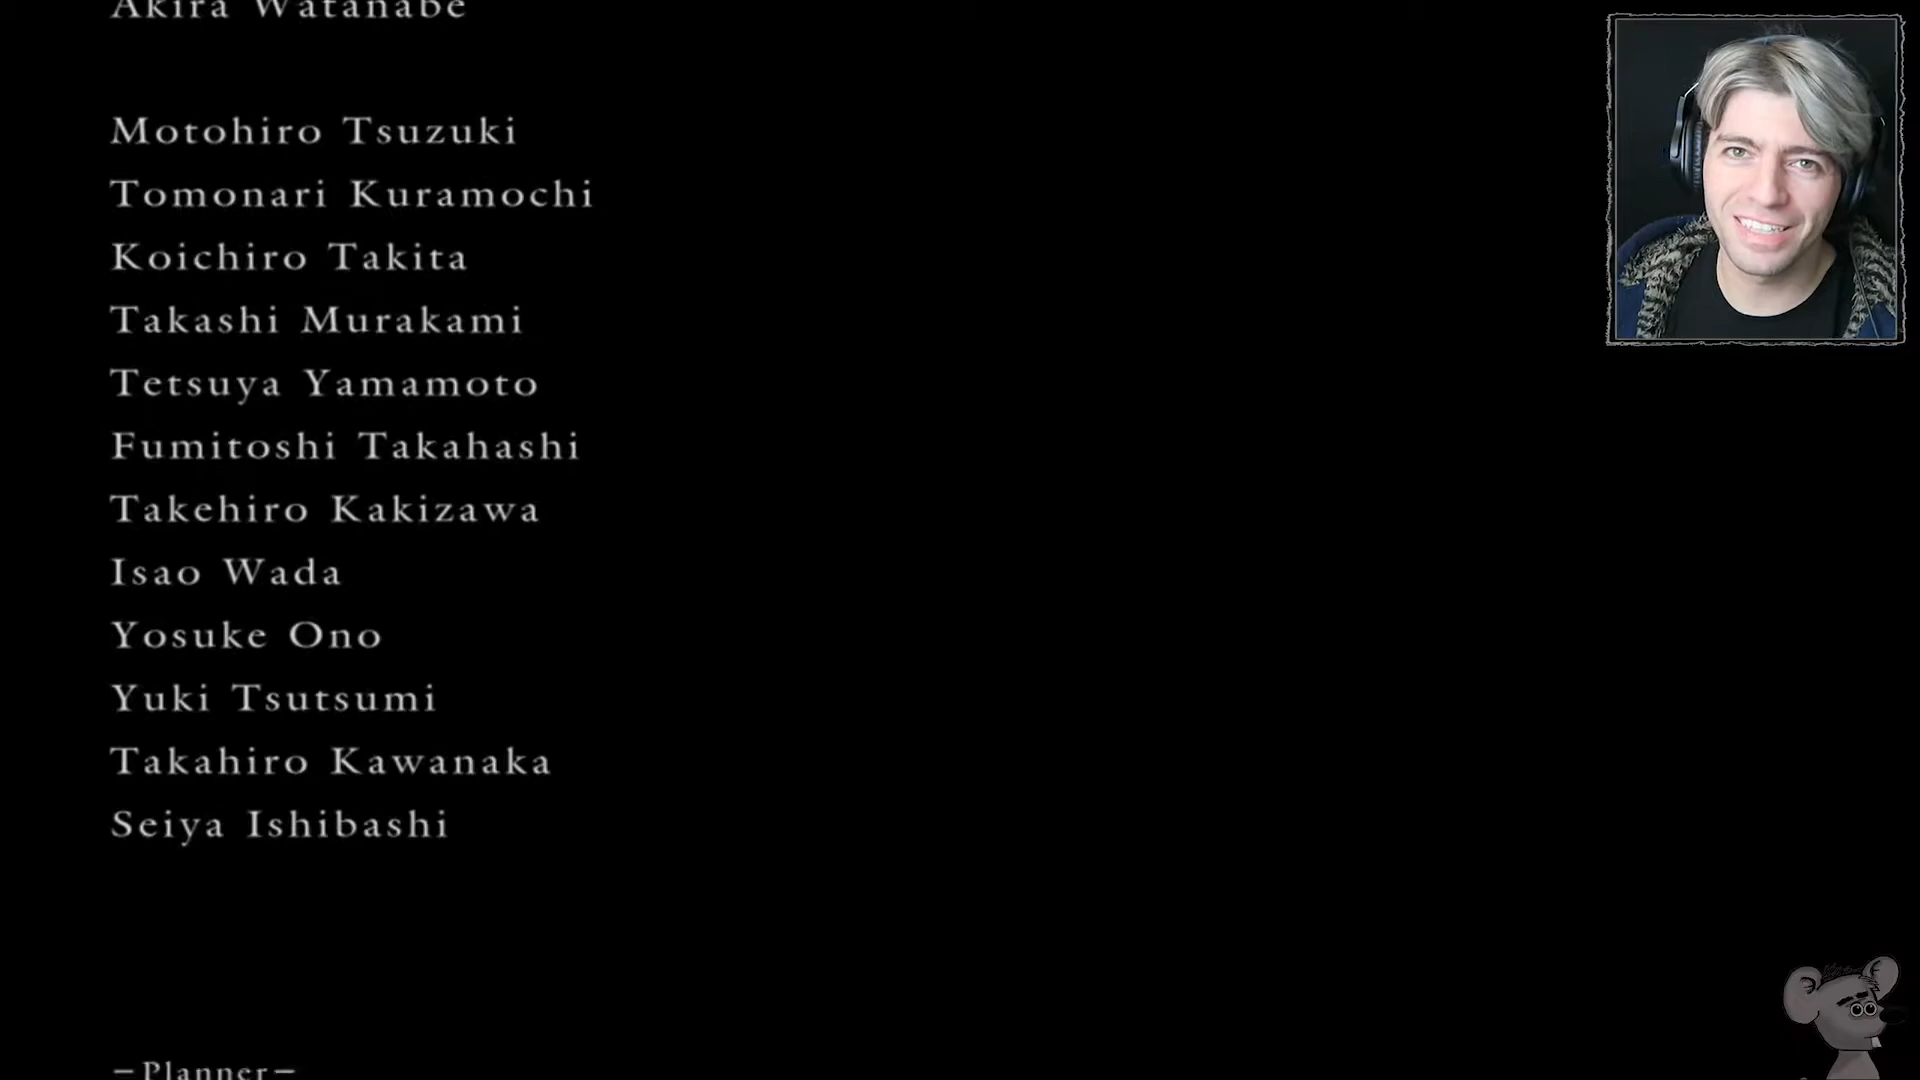 Akira Watanabe
Motohiro Tsuzuki
Tomonari Kuramochi
Koichiro Takita
Takashi Murakami
Tetsuya Yamamoto
Fumitoshi Takahashi
Takehiro Kakizawa
Isao Wada
Yosuke Ono
Yuki Tsutsumi
Takahiro Kawanaka
Seiya Ishibashi
—Planner—